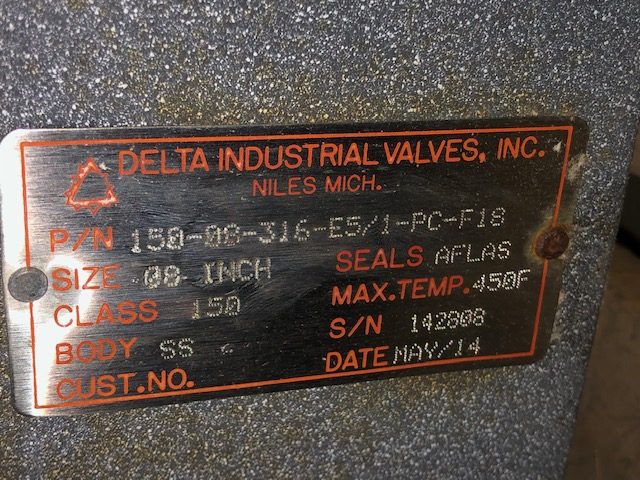 DELTA INDUSTRIAL VALVES, INC.
NILES MICH.
P/N 150-08-316-E5/1-PC-F18
SIZE 08 INCH
SEALS AFLAS
CLASS 150
MAX.TEMP. 450F
BODY SS
S/N 142808
CUST.NO.
DATE MAY/14